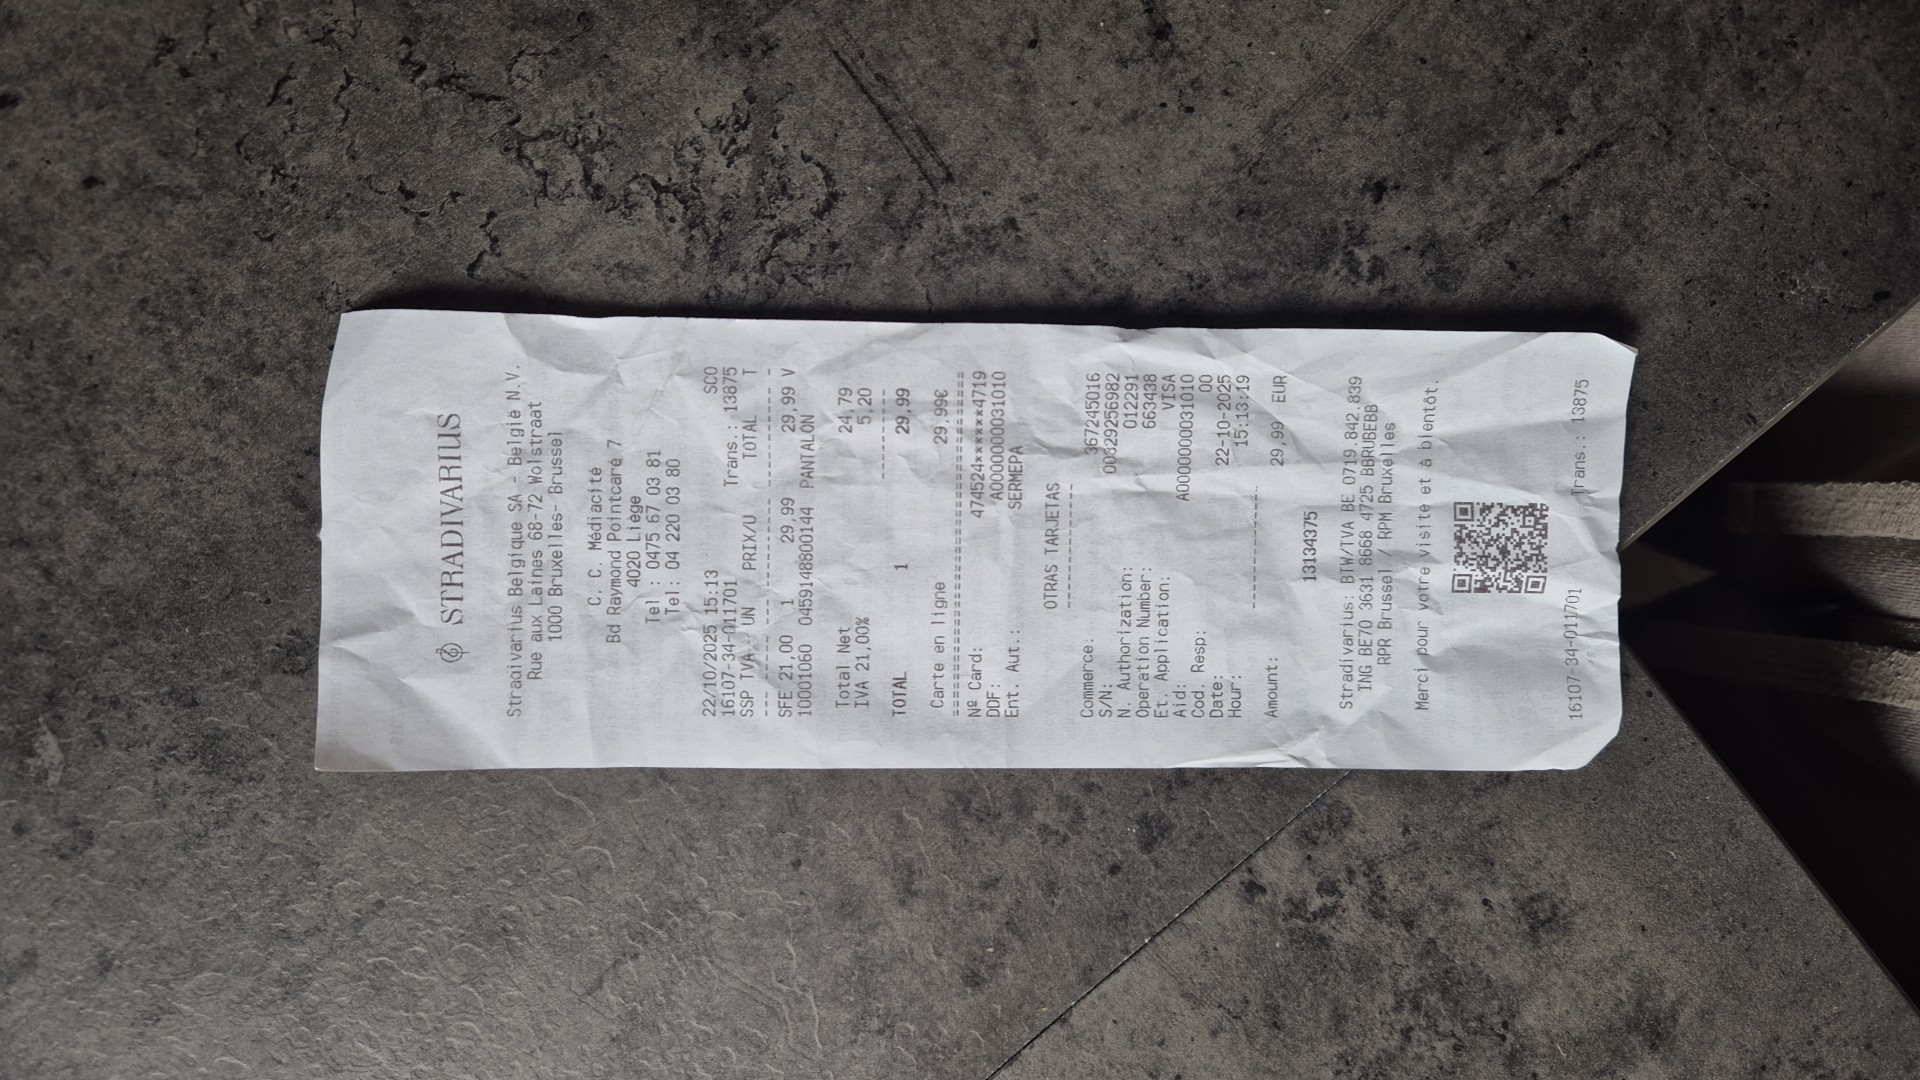 STRADIVARIUS
Stradivarius Belgique SA - België N.V.
Rue aux Laines 68-72 Wolstraat
1000 Bruxelles- Brussel
C. C. Médiacité
Bd Raymond Pointcaré 7
4020 Liège
Tel : 0475 67 03 81
Tel.: 04 220 03 80
22/10/2025 15:13 SCO
16107-34-011701 Trans.: 13875
SSP TVA. UN PRIX/U TOTAL T
SFE 21,00 1 29,99 29,99 V
10001060 0459148800144 PANTALON
Total Net 24,79
IVA 21,00% 5,20
TOTAL 1 29,99
Carte en ligne 29,99€
Nº Card: 474524******4719
DDF: A0000000031010
Ent. Aut.: SERMEPA
OTRAS TARJETAS
Commerce: 367245016
S/N:
N. Authorization: 012291
Operation Number: 663438
Et. Application: VISA
Aid: A0000000031010
Cod. Resp: 00
Date: 22-10-2025
Hour: 15:13:19
Amount: 29,99 EUR
13134375
Stradivarius: BTW/TVA BE 0719.842.839
ING BE70 3631 8668 4725 BBRUBEBB
RPR Brussel / RPM Bruxelles
Merci pour votre visite et à bientôt.
16107-34-011701 Trans.: 13875